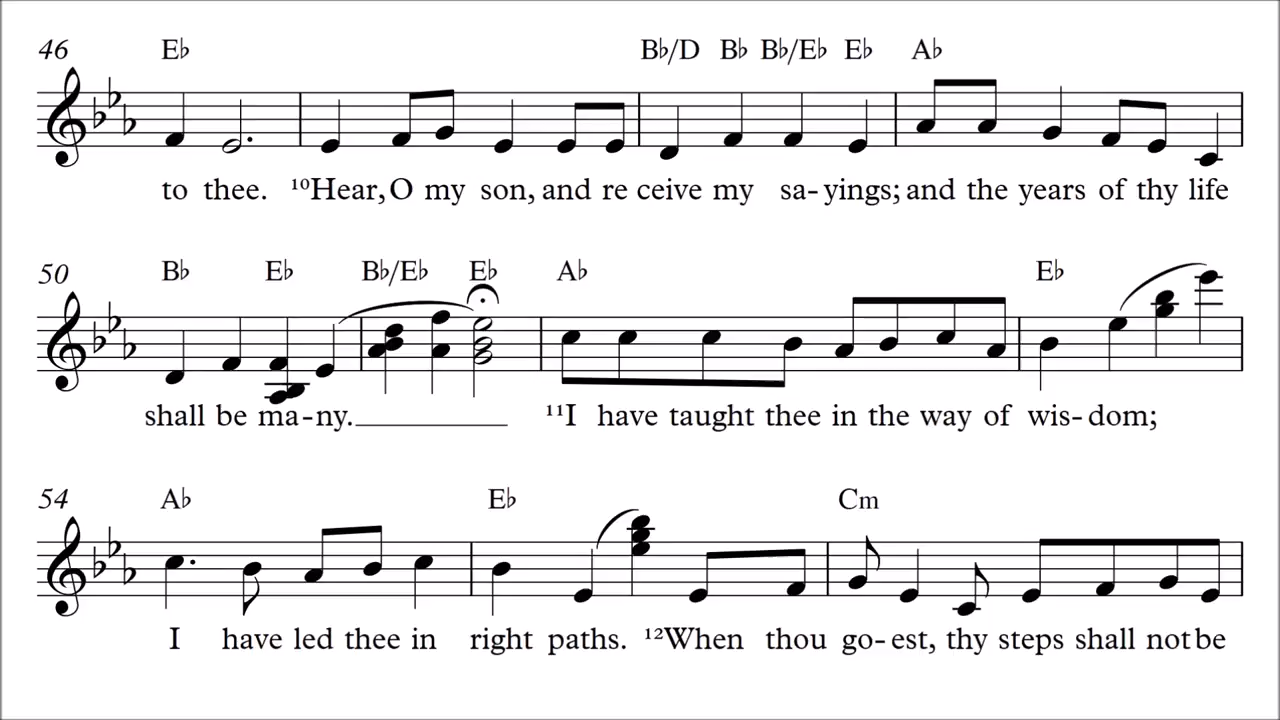 46 E♭ B♭/D B♭ B♭/E♭ E♭ A♭
to thee. ¹⁰Hear, O my son, and re ceive my sa-yings; and the years of thy life
50 B♭ E♭ B♭/E♭ E♭ A♭ E♭
shall be ma-ny. ¹¹I have taught thee in the way of wis-dom;
54 A♭ E♭ Cm
I have led thee in right paths. ¹²When thou go-est, thy steps shall not be